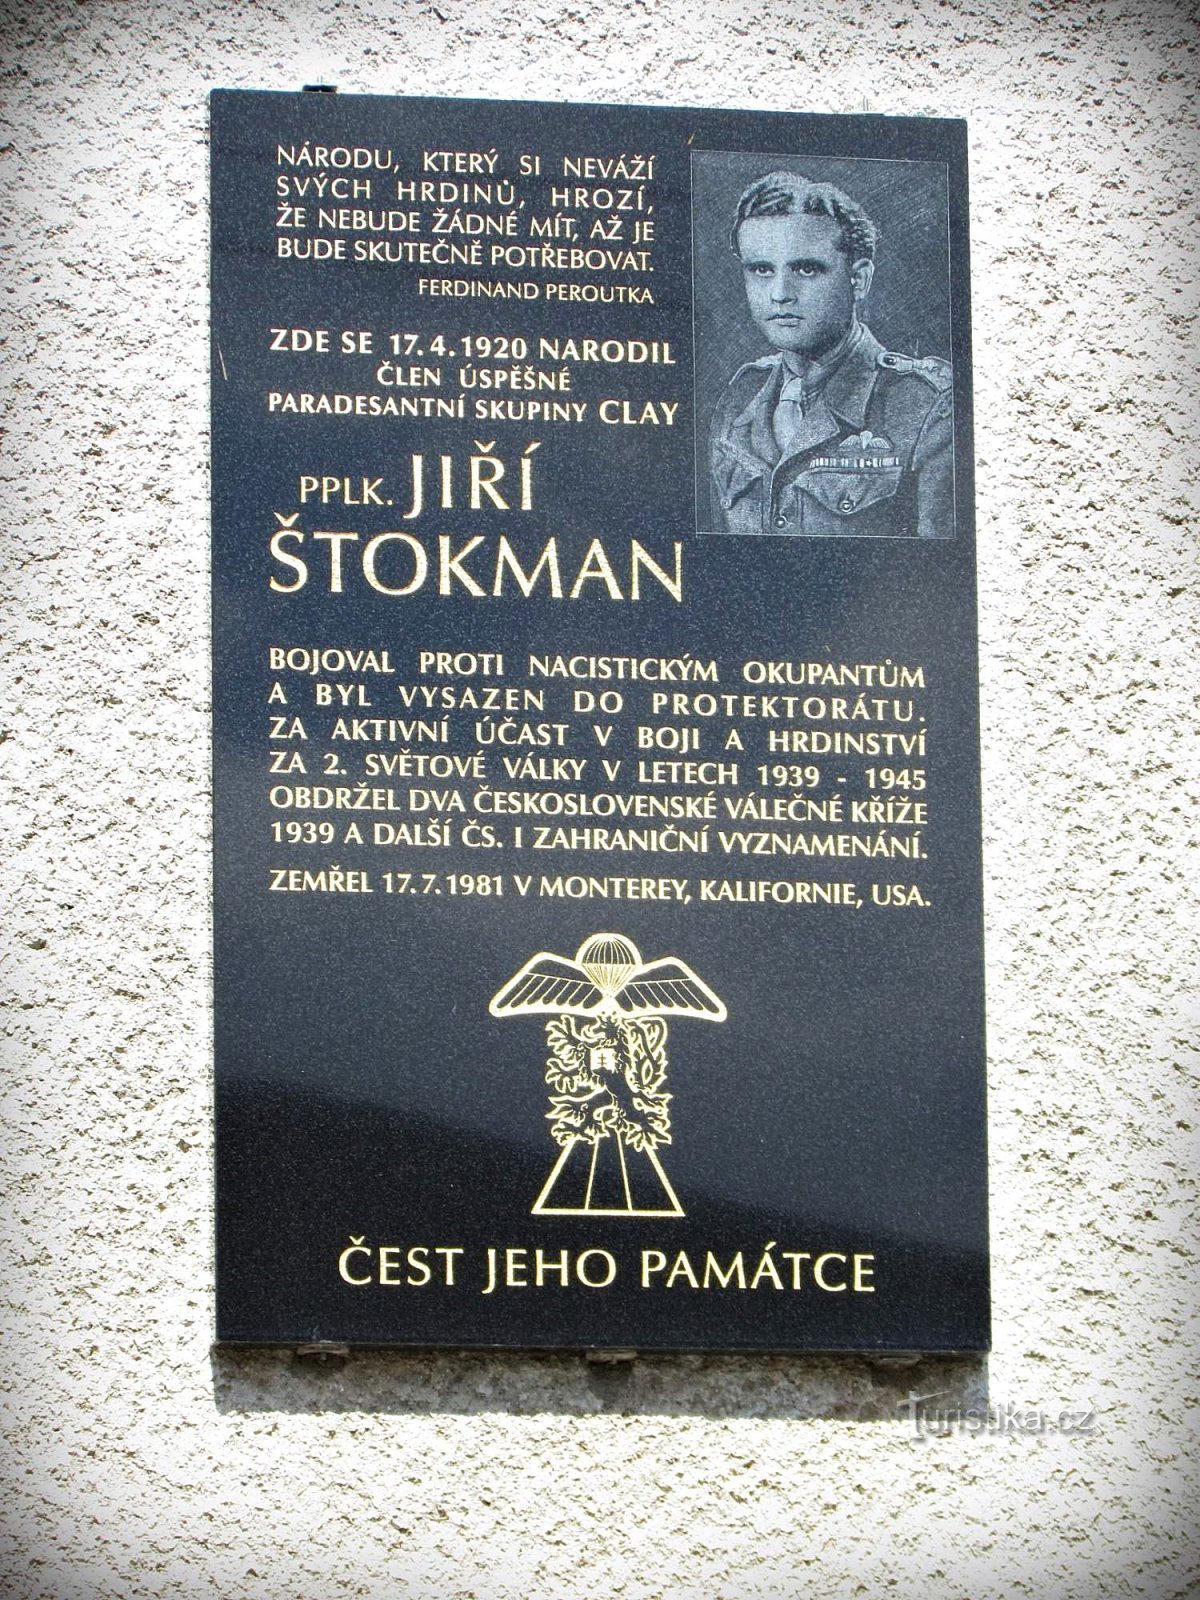 NÁRODU, KTERÝ SI NEVÁŽÍ
SVÝCH HRDINŮ, HROZÍ,
ŽE NEBUDE ŽÁDNÉ MÍT, AŽ JE
BUDE SKUTEČNĚ POTŘEBOVAT.
FERDINAND PEROUTKA
ZDE SE 17.4.1920 NARODIL
ČLEN ÚSPĚŠNÉ
PARADESANTNÍ SKUPINY CLAY
PPLK. JIŘÍ
ŠTOKMAN
BOJOVAL PROTI NACISTICKÝM OKUPANTŮM
A BYL VYSAZEN DO PROTEKTORÁTU.
ZA AKTIVNÍ ÚČAST V BOJI A HRDINSTVÍ
ZA 2. SVĚTOVÉ VÁLKY V LETECH 1939 - 1945
OBDRŽEL DVA ČESKOSLOVENSKÉ VÁLEČNÉ KŘÍŽE
1939 A DALŠÍ ČS. I ZAHRANIČNÍ VYZNAMENÁNÍ.
ZEMŘEL 17.7.1981 V MONTEREY, KALIFORNIE, USA.
ČEST JEHO PAMÁTCE
Turistika.cz